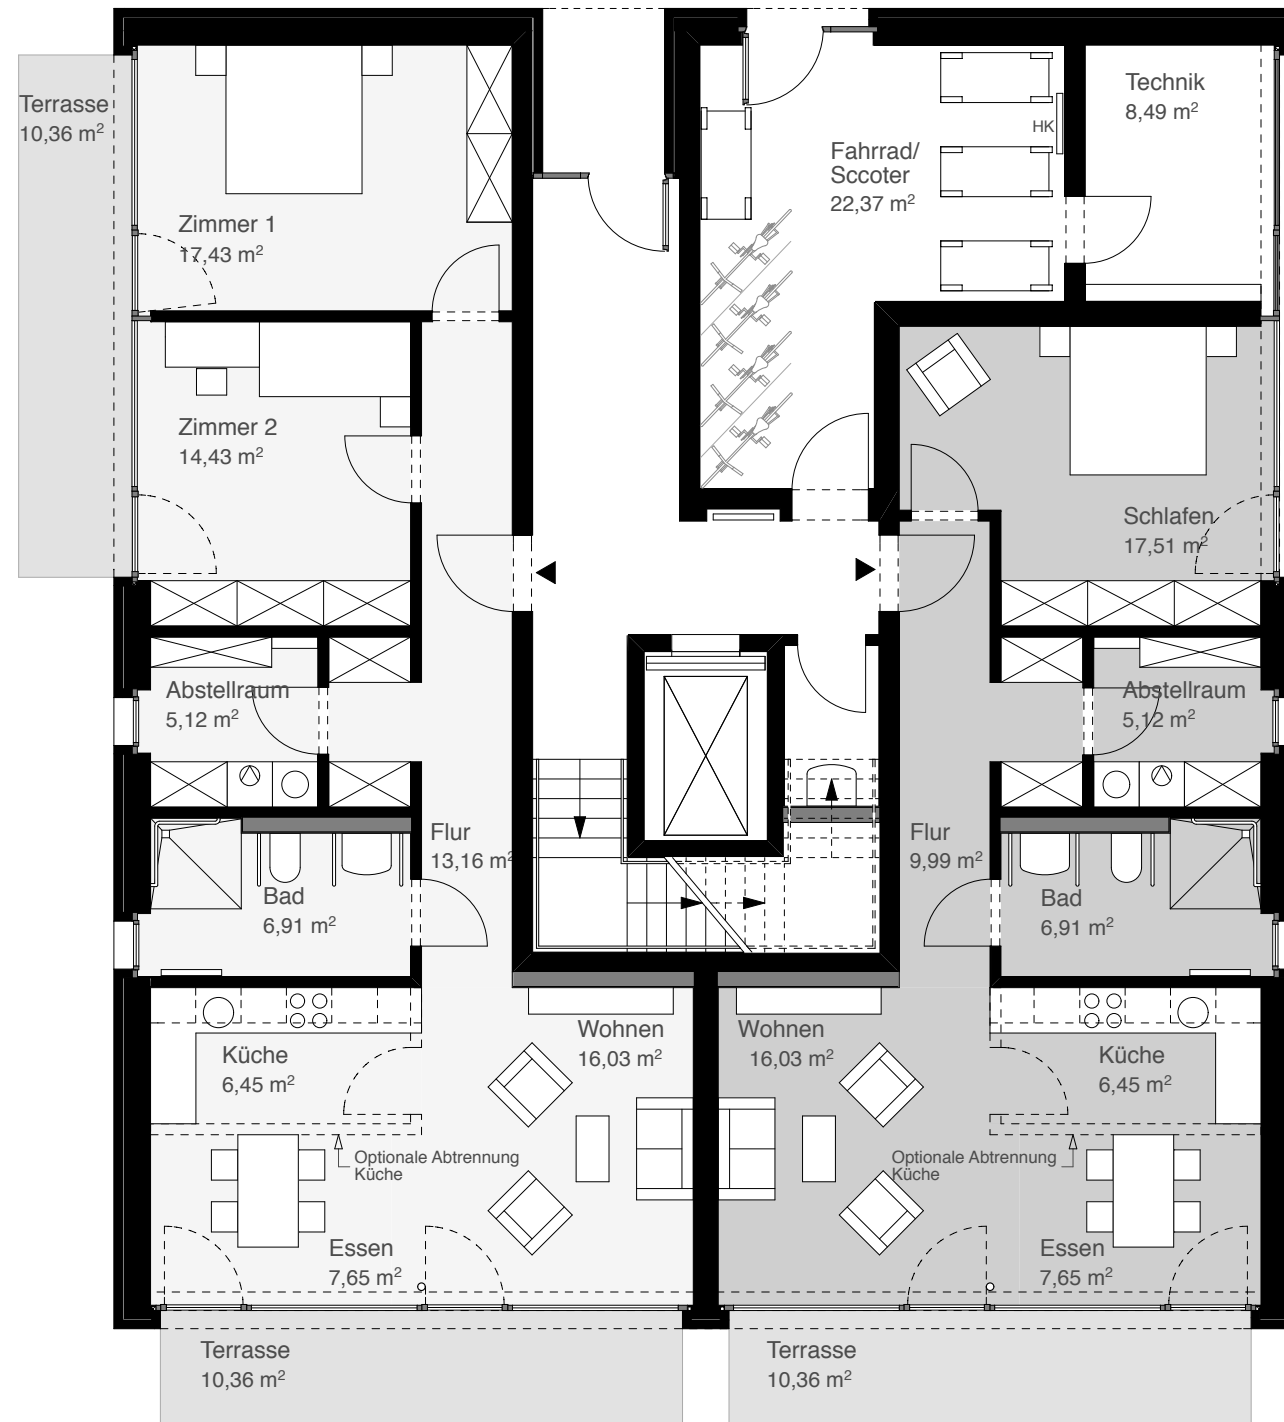 Terrasse
10,36 m²
Zimmer 1
17,43 m²
Zimmer 2
14,43 m²
Technik
8,49 m²
HK
Fahrrad/
Sccoter
22,37 m²
Schlafen
17,51 m²
Abstellraum
5,12 m²
Abstellraum
5,12 m²
Flur
13,16 m²
Flur
9,99 m²
Bad
6,91 m²
Bad
6,91 m²
Wohnen
16,03 m²
Wohnen
16,03 m²
Küche
6,45 m²
Küche
6,45 m²
Optionale Abtrennung
Küche
Optionale Abtrennung
Küche
Essen
7,65 m²
Essen
7,65 m²
Terrasse
10,36 m²
Terrasse
10,36 m²